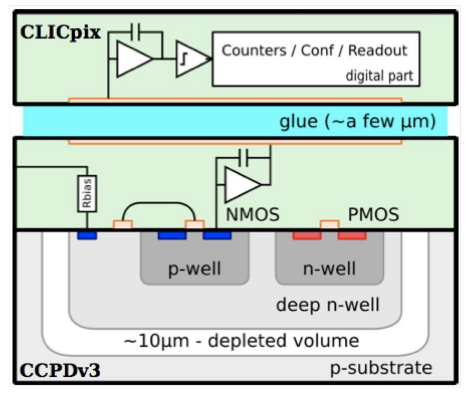 CLICpix
Counters / Conf / Readout
digital part
glue (~a few µm)
Rbias
NMOS
PMOS
p-well
n-well
deep n-well
~10µm - depleted volume
CCPDv3
p-substrate